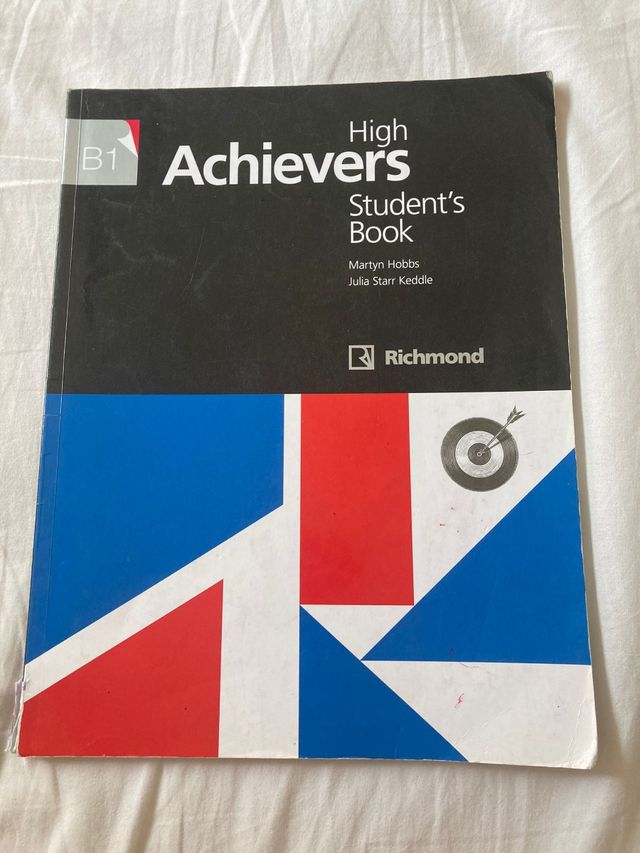 B1
High
Achievers
Student's
Book
Martyn Hobbs
Julia Starr Keddle
Richmond